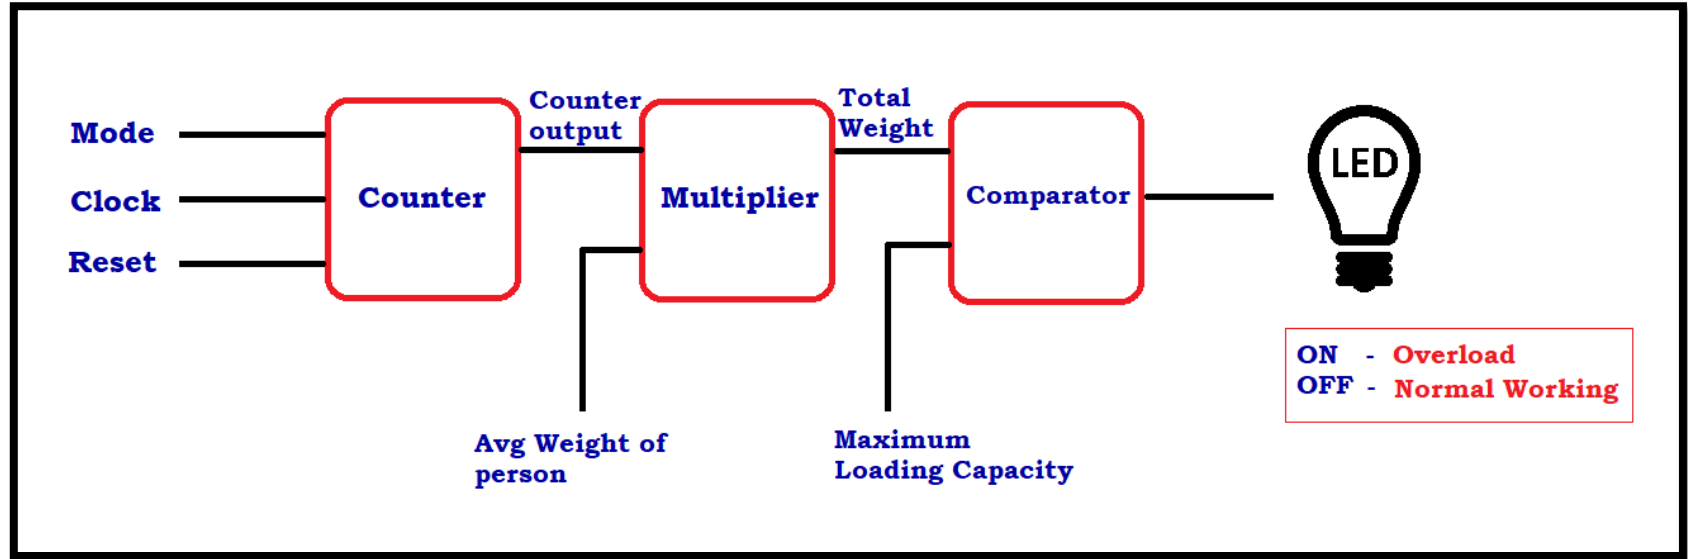 Mode
Clock
Reset
Counter
Counter
output
Multiplier
Avg Weight of
person
Total
Weight
Comparator
Maximum
Loading Capacity
LED
ON - Overload
OFF - Normal Working